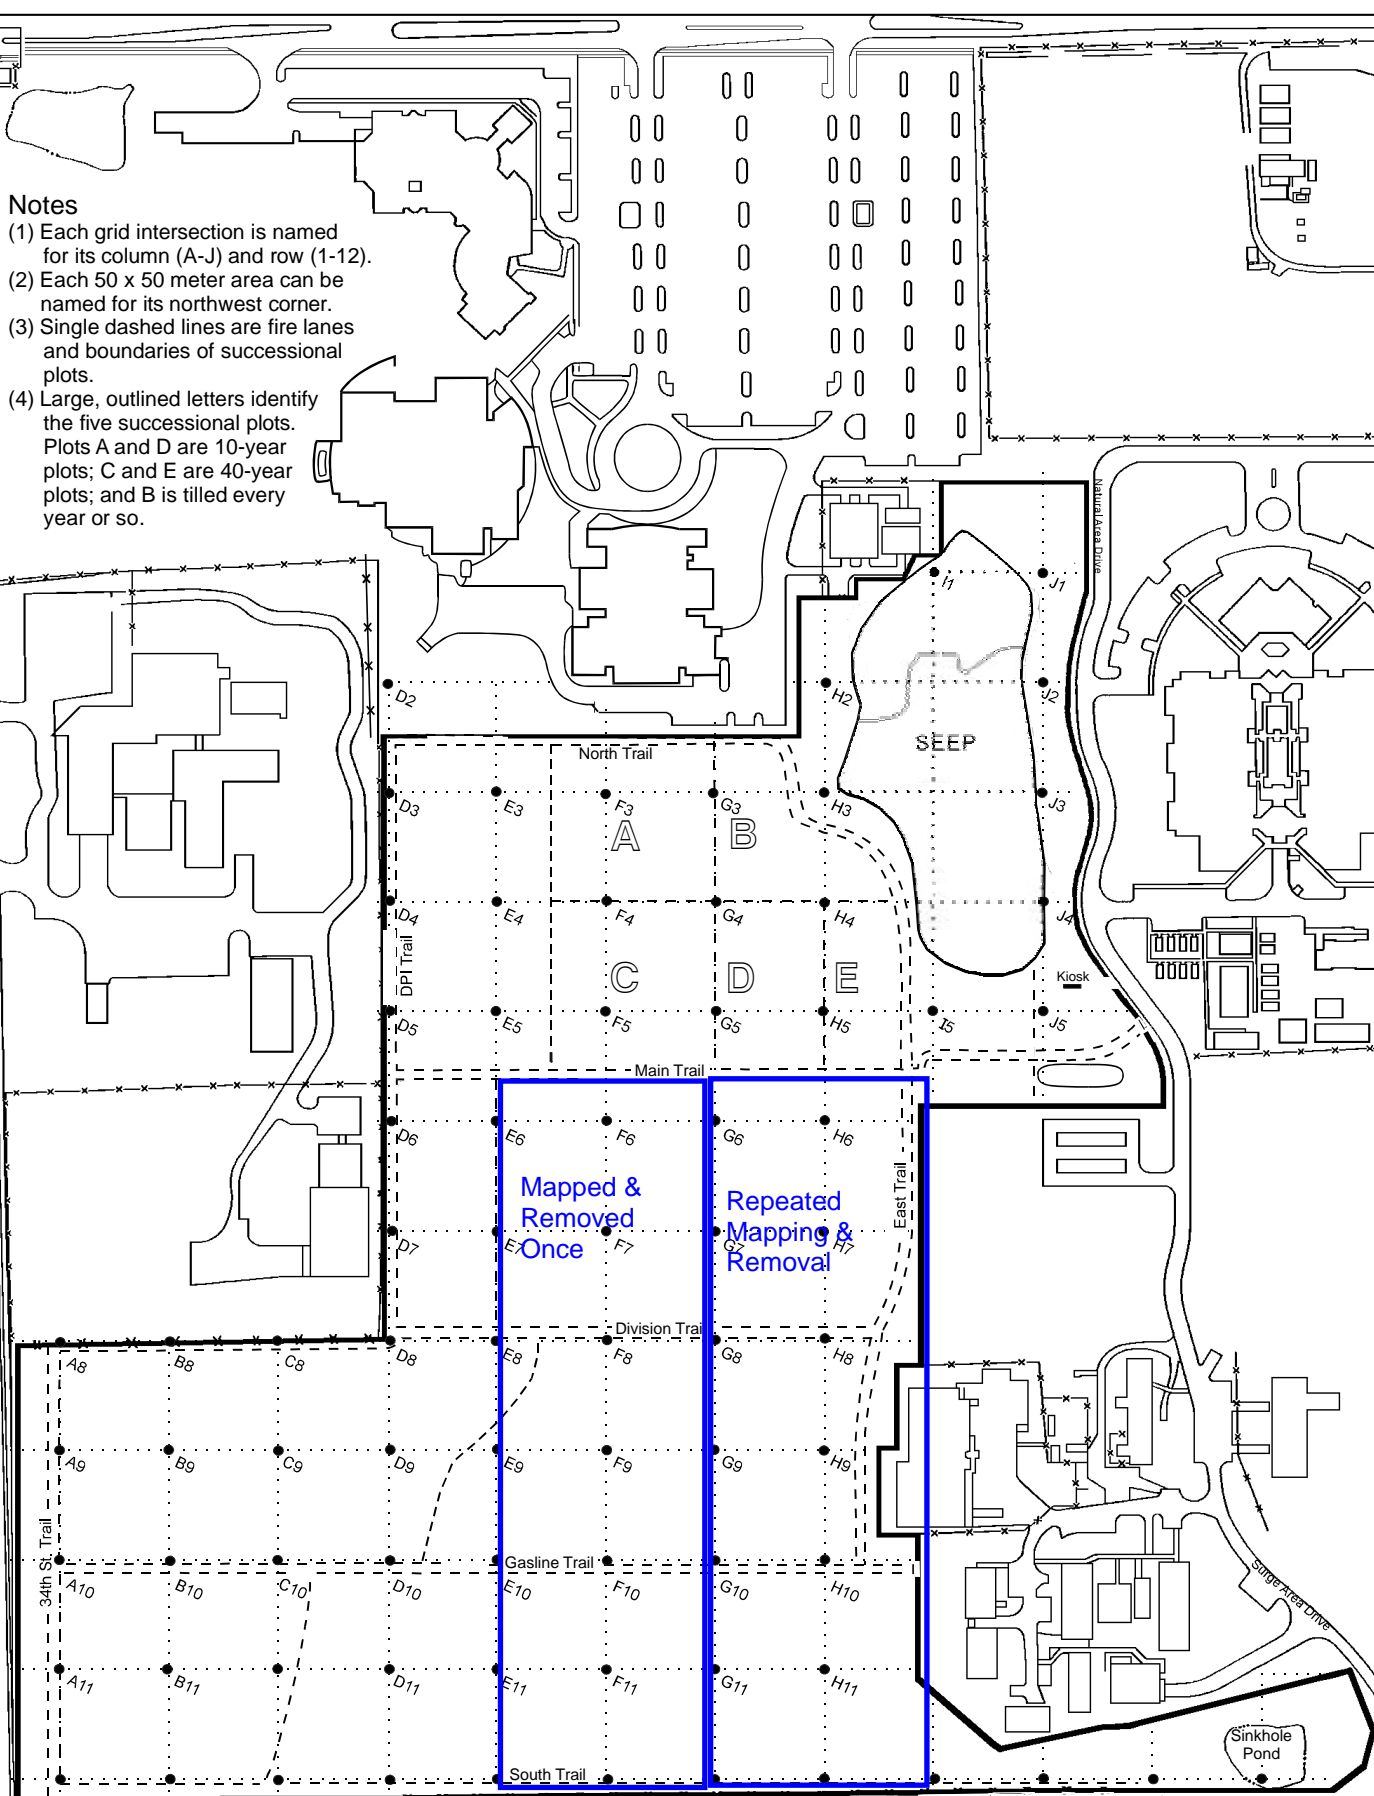 Notes
(1) Each grid intersection is named
for its column (A-J) and row (1-12).
(2) Each 50 x 50 meter area can be
named for its northwest corner.
(3) Single dashed lines are fire lanes
and boundaries of successional
plots.
(4) Large, outlined letters identify
the five successional plots.
Plots A and D are 10-year
plots; C and E are 40-year
plots; and B is tilled every
year or so.
Natural Area Drive
I1
J1
D2
H2
J2
SEEP
North Trail
D3
E3
F3
G3
H3
J3
A
B
D4
E4
F4
G4
H4
J4
DPI Trail
C
D
E
Kiosk
D5
E5
F5
G5
H5
I5
J5
Main Trail
D6
E6
F6
G6
H6
East Trail
Mapped &
Removed
Once
Repeated
Mapping &
Removal
D7
E7
F7
G7
H7
Division Trail
A8
B8
C8
D8
E8
F8
G8
H8
A9
B9
C9
D9
E9
F9
G9
H9
34th St. Trail
Gasline Trail
A10
B10
C10
D10
E10
F10
G10
H10
Surge Area Drive
A11
B11
D11
E11
F11
G11
H11
Sinkhole
Pond
South Trail